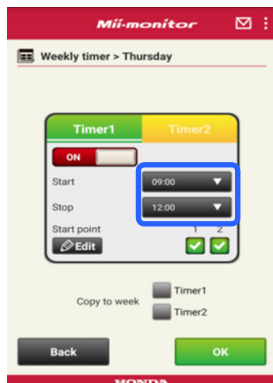 Mii-monitor
Weekly timer > Thursday
Timer1 Timer2
ON
Start 09:00
Stop 12:00
Start point 1 2
Edit
Copy to week Timer1
Timer2
Back OK
HONDA